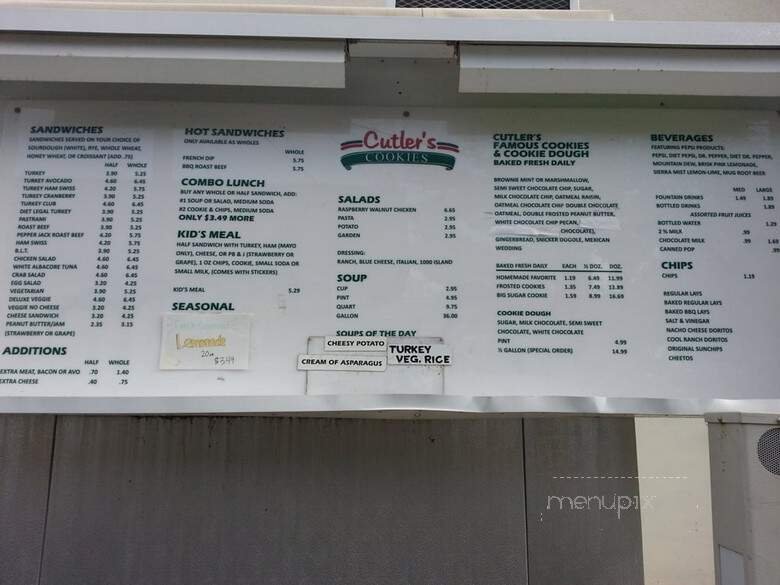 SANDWICHES
SANDWICHES SERVED ON YOUR CHOICE OF
SOURDOUGH (WHITE), RYE, WHOLE WHEAT,
HONEY WHEAT, OR CROISSANT (ADD .75)
HALF WHOLE
TURKEY 3.90 5.25
TURKEY AVOCADO 4.60 6.45
TURKEY HAM SWISS 4.20 5.75
TURKEY CRANBERRY 3.90 5.25
TURKEY CLUB 4.60 6.45
DIET LEGAL TURKEY 3.90 5.25
PASTRAMI 3.90 5.25
ROAST BEEF 3.90 5.25
PEPPER JACK ROAST BEEF 4.20 5.75
HAM SWISS 4.20 5.75
B.L.T. 3.90 5.25
CHICKEN SALAD 4.60 6.45
WHITE ALBACORE TUNA 4.60 6.45
CRAB SALAD 4.60 6.45
EGG SALAD 3.20 4.25
VEGETARIAN 3.90 5.25
DELUXE VEGGIE 4.60 6.45
VEGGIE NO CHEESE 3.20 4.25
CHEESE SANDWICH 3.20 4.25
PEANUT BUTTER/JAM 2.35 3.15
(STRAWBERRY OR GRAPE)
ADDITIONS
HALF WHOLE
EXTRA MEAT, BACON OR AVO .70 1.40
EXTRA CHEESE .40 .75
HOT SANDWICHES
ONLY AVAILABLE AS WHOLES
WHOLE
FRENCH DIP 5.75
BBQ ROAST BEEF 5.75
COMBO LUNCH
BUY ANY WHOLE OR HALF SANDWICH, ADD:
#1 SOUP OR SALAD, MEDIUM SODA
#2 COOKIE & CHIPS, MEDIUM SODA
ONLY $3.49 MORE
KID'S MEAL
HALF SANDWICH WITH TURKEY, HAM (MAYO
ONLY), CHEESE, OR PB & J (STRAWBERRY OR
GRAPE), 1 OZ CHIPS, COOKIE, SMALL SODA OR
SMALL MILK, (COMES WITH STICKERS)
KID'S MEAL 5.29
SEASONAL
Lemonade
20oz
$3.49
Cutler's
COOKIES
SALADS
RASPBERRY WALNUT CHICKEN 6.65
PASTA 2.95
POTATO 2.95
GARDEN 2.95
DRESSING:
RANCH, BLUE CHEESE, ITALIAN, 1000 ISLAND
SOUP
CUP 2.95
PINT 4.95
QUART 9.75
GALLON 36.00
SOUPS OF THE DAY
CHEESY POTATO
TURKEY
VEG. RICE
CREAM OF ASPARAGUS
CUTLER'S
FAMOUS COOKIES
& COOKIE DOUGH
BAKED FRESH DAILY
BROWNIE MINT OR MARSHMALLOW,
SEMI SWEET CHOCOLATE CHIP, SUGAR,
MILK CHOCOLATE CHIP, OATMEAL RAISIN,
OATMEAL CHOCOLATE CHIP DOUBLE CHOCOLATE,
OATMEAL, DOUBLE FROSTED PEANUT BUTTER,
WHITE CHOCOLATE CHIP PECAN,
CHOCOLATE),
GINGERBREAD, SNICKER DOODLE, MEXICAN
WEDDING
BAKED FRESH DAILY EACH ½ DOZ. DOZ.
HOMEMADE FAVORITE 1.19 6.49 11.99
FROSTED COOKIES 1.35 7.49 13.89
BIG SUGAR COOKIE 1.59 8.99 16.69
COOKIE DOUGH
SUGAR, MILK CHOCOLATE, SEMI SWEET
CHOCOLATE, WHITE CHOCOLATE
PINT 4.99
½ GALLON (SPECIAL ORDER) 14.99
BEVERAGES
FEATURING PEPSI PRODUCTS:
PEPSI, DIET PEPSI, DR. PEPPER, DIET DR. PEPPER,
MOUNTAIN DEW, BRISK PINK LEMONADE,
SIERRA MIST LEMON-LIME, MUG ROOT BEER
MED LARGE
FOUNTAIN DRINKS 1.49 1.89
BOTTLED DRINKS 1.89
ASSORTED FRUIT JUICES
BOTTLED WATER 1.29
2 % MILK .99
CHOCOLATE MILK .99 1.68
CANNED POP .99
CHIPS
CHIPS 1.19
REGULAR LAYS
BAKED REGULAR LAYS
BAKED BBQ LAYS
SALT & VINEGAR
NACHO CHEESE DORITOS
COOL RANCH DORITOS
ORIGINAL SUNCHIPS
CHEETOS
menupix